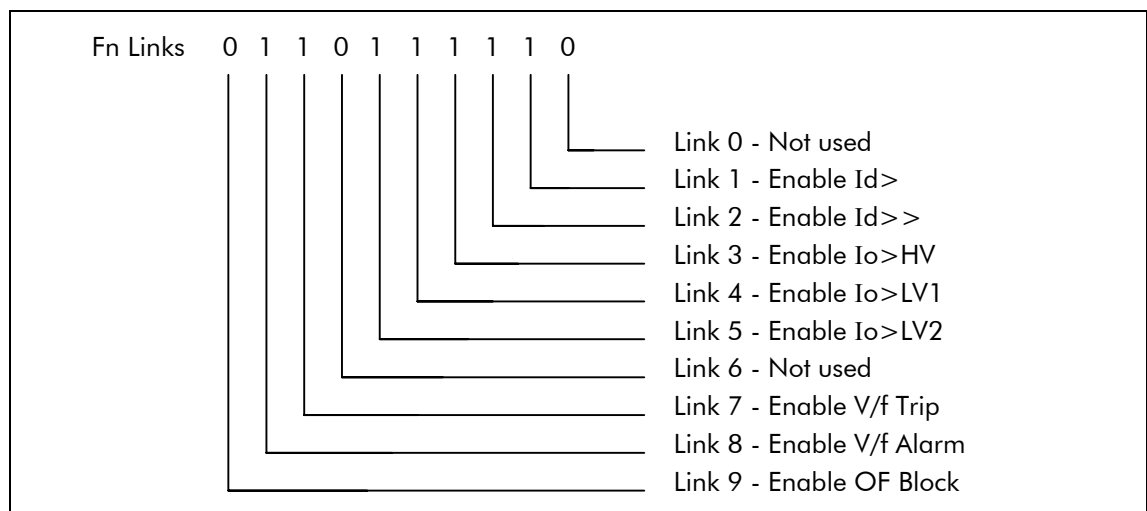 Fn Links 0 1 1 0 1 1 1 1 1 0
Link 0 - Not used
Link 1 - Enable Id>
Link 2 - Enable Id>>
Link 3 - Enable Io>HV
Link 4 - Enable Io>LV1
Link 5 - Enable Io>LV2
Link 6 - Not used
Link 7 - Enable V/f Trip
Link 8 - Enable V/f Alarm
Link 9 - Enable OF Block